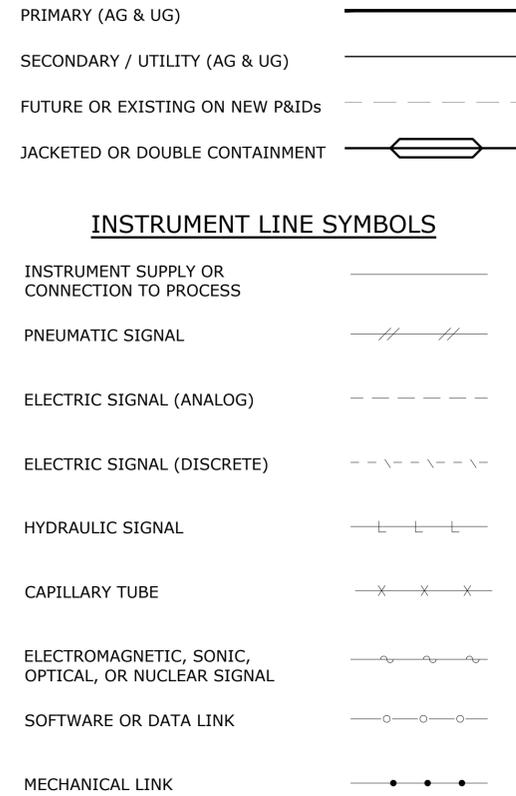 PRIMARY (AG & UG)
SECONDARY / UTILITY (AG & UG)
FUTURE OR EXISTING ON NEW P&IDs
JACKETED OR DOUBLE CONTAINMENT
INSTRUMENT LINE SYMBOLS
INSTRUMENT SUPPLY OR
CONNECTION TO PROCESS
PNEUMATIC SIGNAL
ELECTRIC SIGNAL (ANALOG)
ELECTRIC SIGNAL (DISCRETE)
HYDRAULIC SIGNAL
CAPILLARY TUBE
ELECTROMAGNETIC, SONIC,
OPTICAL, OR NUCLEAR SIGNAL
SOFTWARE OR DATA LINK
MECHANICAL LINK